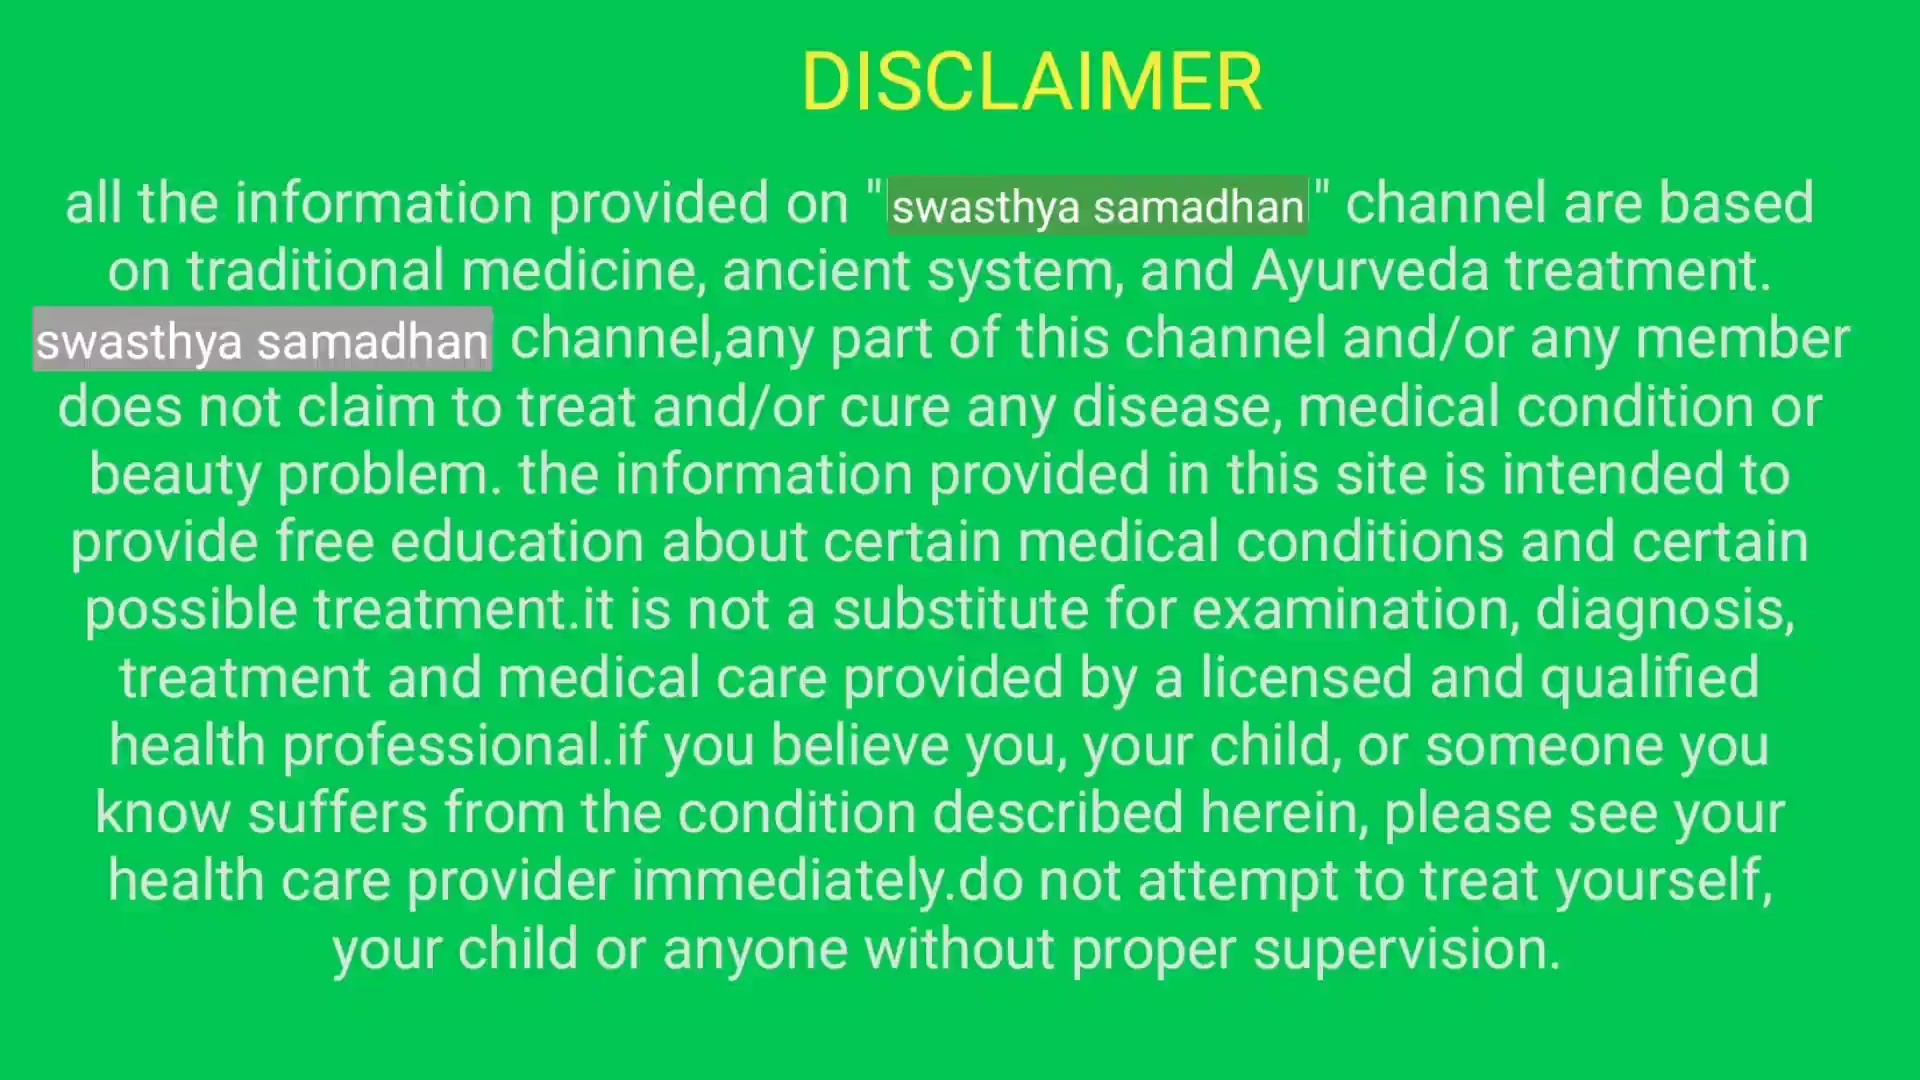 DISCLAIMER
all the information provided on "swasthya samadhan" channel are based
on traditional medicine, ancient system, and Ayurveda treatment.
swasthya samadhan channel,any part of this channel and/or any member
does not claim to treat and/or cure any disease, medical condition or
beauty problem. the information provided in this site is intended to
provide free education about certain medical conditions and certain
possible treatment.it is not a substitute for examination, diagnosis,
treatment and medical care provided by a licensed and qualified
health professional.if you believe you, your child, or someone you
know suffers from the condition described herein, please see your
health care provider immediately.do not attempt to treat yourself,
your child or anyone without proper supervision.